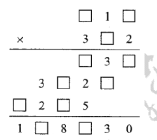 □ 1 □
× 3 □ 2
□ 3 □
3 □ 2 □
□ 2 □ 5
1 □ 8 □ 3 0